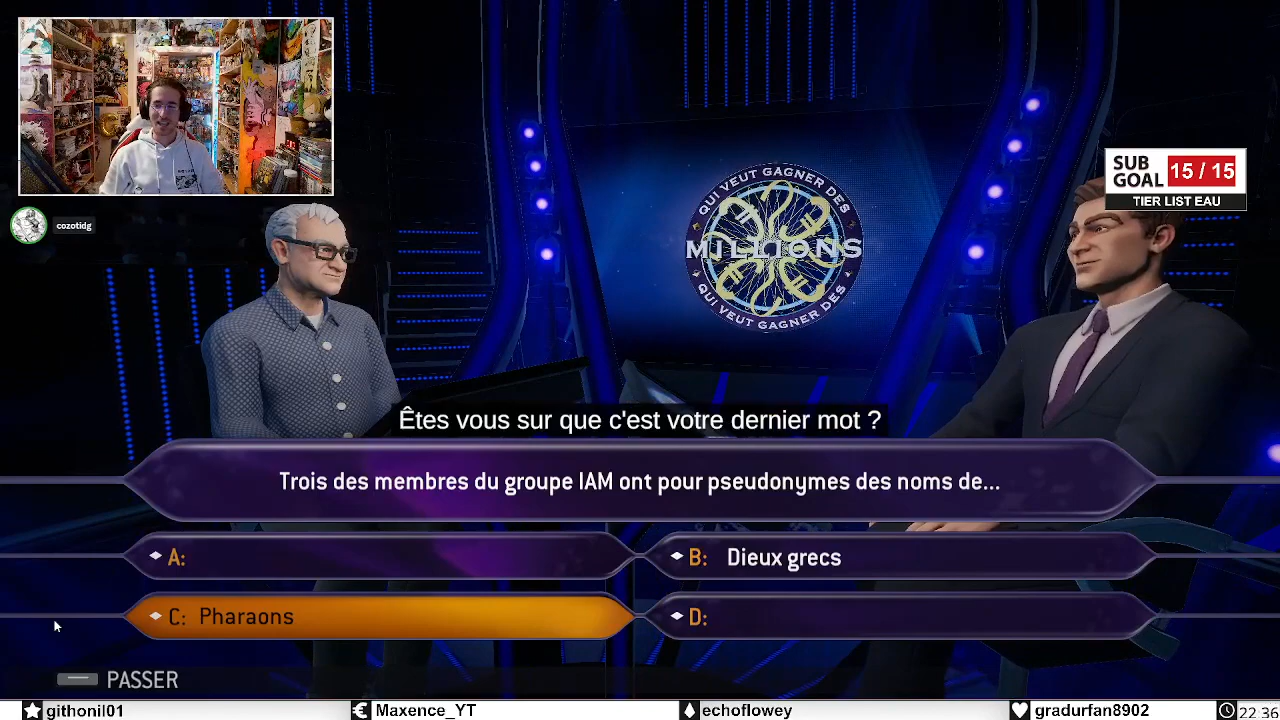 SUB
GOAL
15 / 15
TIER LIST EAU
cozotidg
QUI VEUT GAGNER DES
MILLIONS
QUI VEUT GAGNER DES
Êtes vous sur que c'est votre dernier mot ?
Trois des membres du groupe IAM ont pour pseudonymes des noms de...
A:
B: Dieux grecs
C: Pharaons
D:
PASSER
githonil01
Maxence_YT
echoflowey
gradurfan8902
22:36